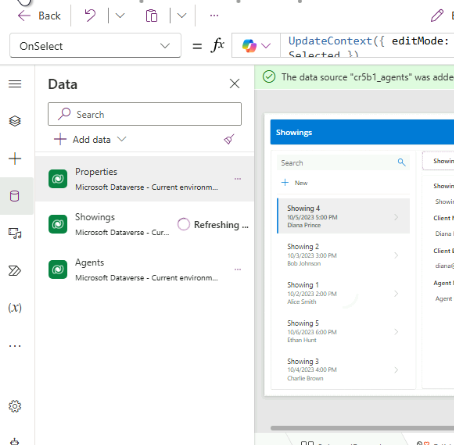 Back
OnSelect
= fx
UpdateContext({ editMode:
Selected })
Data
The data source "cr5b1_agents" was adde
Search
Add data
Properties
Microsoft Dataverse - Current environm...
Showings
Microsoft Dataverse - Cur...
Refreshing ...
Agents
Microsoft Dataverse - Current environm...
(x)
Showings
Search
New
Showing 4
10/5/2023 5:00 PM
Diana Prince
Showing 2
10/3/2023 3:00 PM
Bob Johnson
Showing 1
10/2/2023 2:00 PM
Alice Smith
Showing 5
10/6/2023 6:00 PM
Ethan Hunt
Showing 3
10/4/2023 4:00 PM
Charlie Brown
Showin
Showin
Showi
Client
Diana
Client
diana@
Agent
Agent